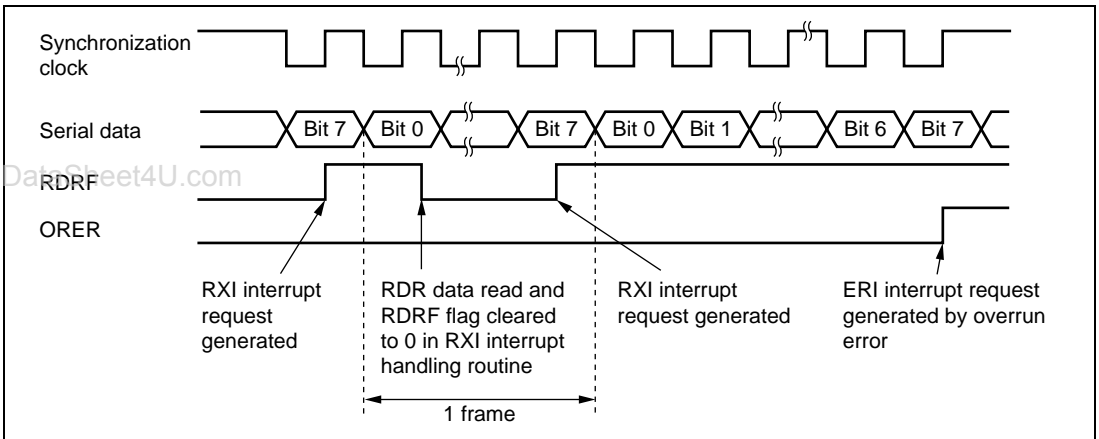 Synchronization
clock
Serial data
Bit 7 Bit 0 Bit 7 Bit 0 Bit 1 Bit 6 Bit 7
DataSheet4U.com
RDRF
ORER
RXI interrupt
request
generated
RDR data read and
RDRF flag cleared
to 0 in RXI interrupt
handling routine
RXI interrupt
request generated
ERI interrupt request
generated by overrun
error
1 frame